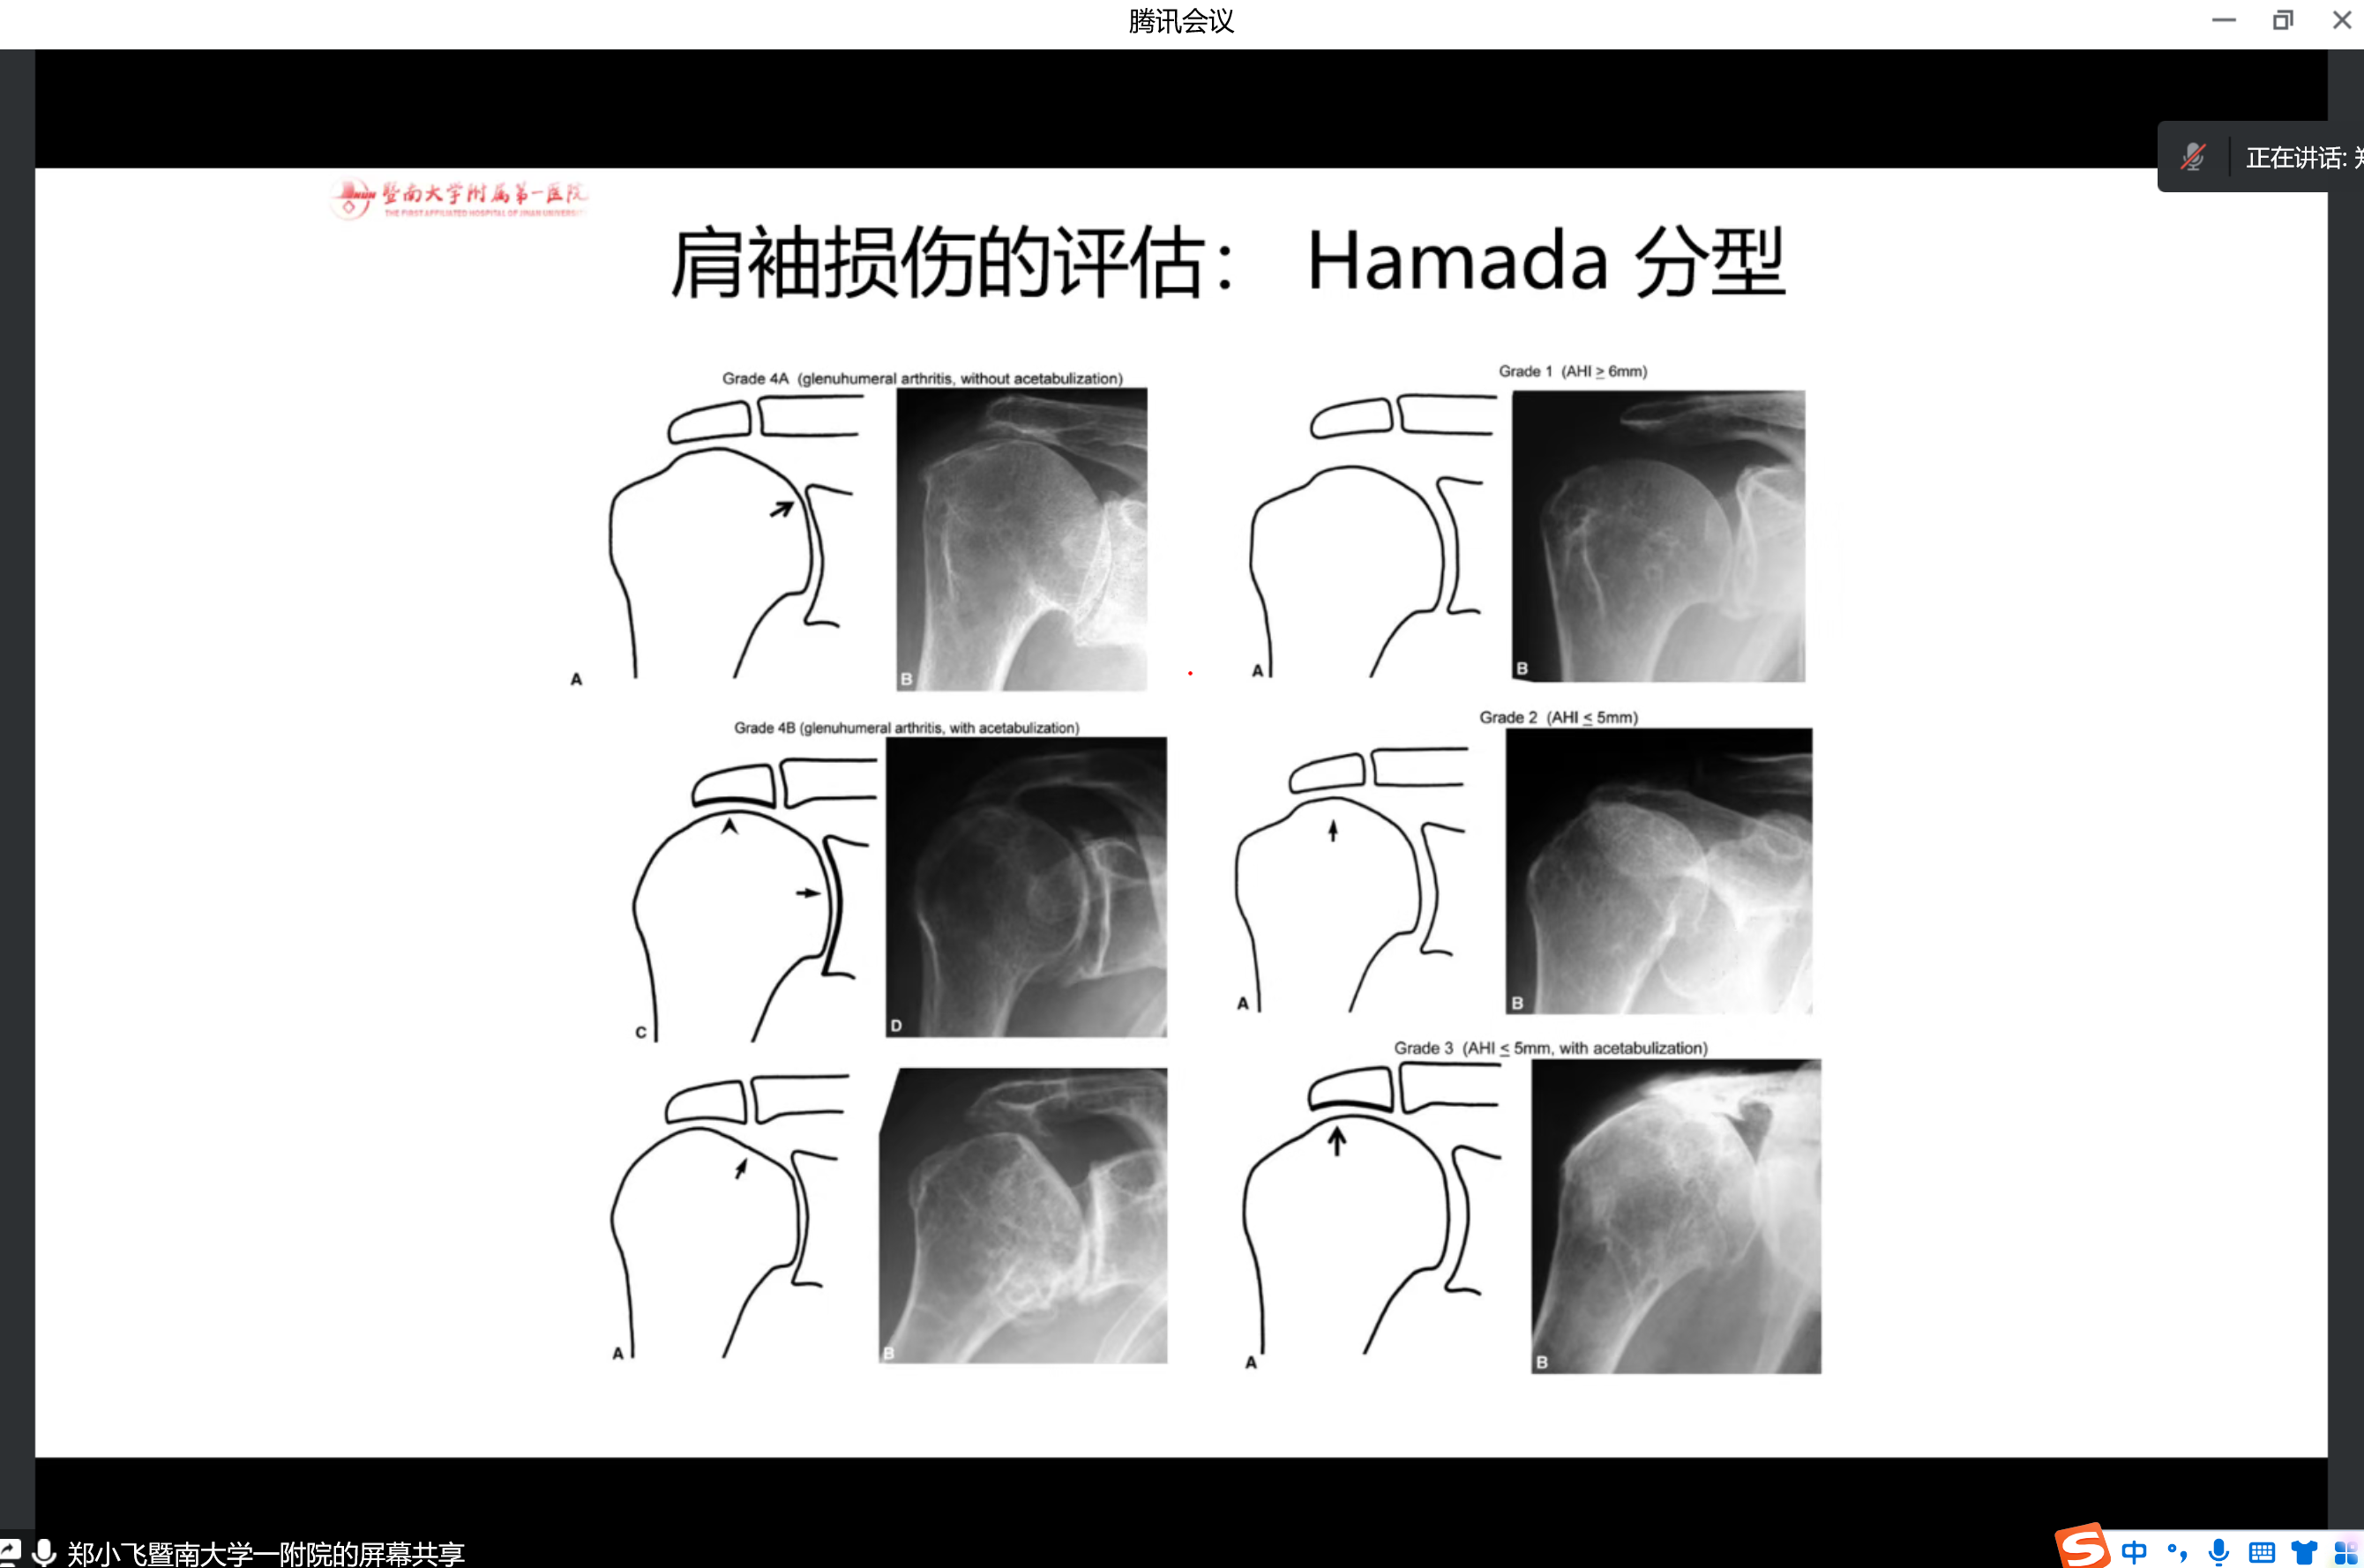 腾讯会议
正在讲话:
暨南大学附属第一医院
THE FIRST AFFILIATED HOSPITAL OF JINAN UNIVERSITY
肩袖损伤的评估： Hamada 分型
Grade 4A (glenuhumeral arthritis, without acetabulization)
A
B
Grade 1 (AHI ≥ 6mm)
A
B
Grade 4B (glenuhumeral arthritis, with acetabulization)
C
D
Grade 2 (AHI ≤ 5mm)
A
B
A
B
Grade 3 (AHI ≤ 5mm, with acetabulization)
A
B
郑小飞暨南大学一附院的屏幕共享
中